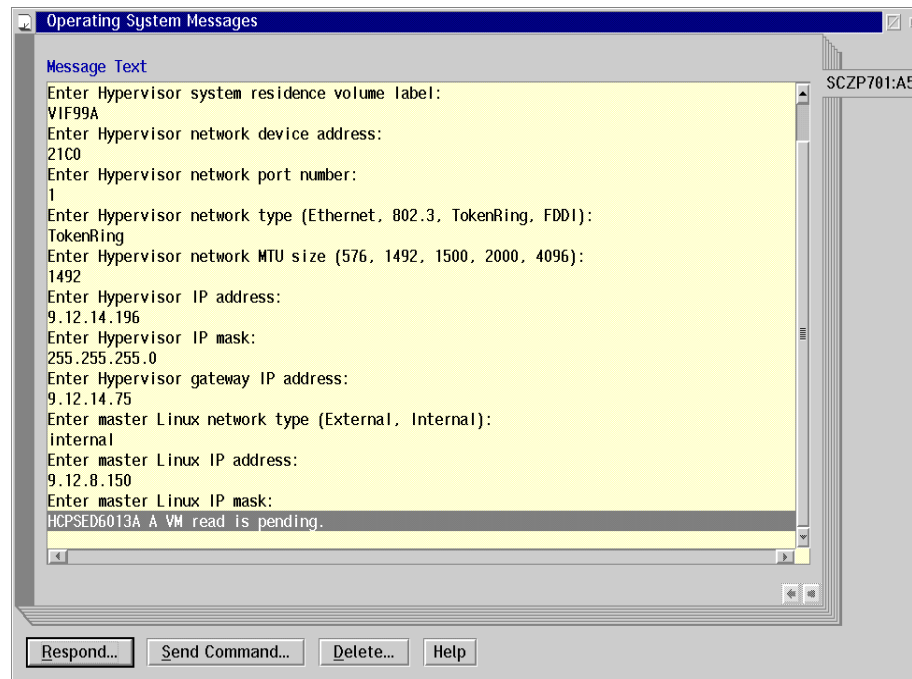 Operating System Messages
Message Text
SCZP701:A5
Enter Hypervisor system residence volume label:
VIF99A
Enter Hypervisor network device address:
21C0
Enter Hypervisor network port number:
1
Enter Hypervisor network type (Ethernet, 802.3, TokenRing, FDDI):
TokenRing
Enter Hypervisor network MTU size (576, 1492, 1500, 2000, 4096):
1492
Enter Hypervisor IP address:
9.12.14.196
Enter Hypervisor IP mask:
255.255.255.0
Enter Hypervisor gateway IP address:
9.12.14.75
Enter master Linux network type (External, Internal):
internal
Enter master Linux IP address:
9.12.8.150
Enter master Linux IP mask:
HCPSED6013A A VM read is pending.
Respond... Send Command... Delete... Help